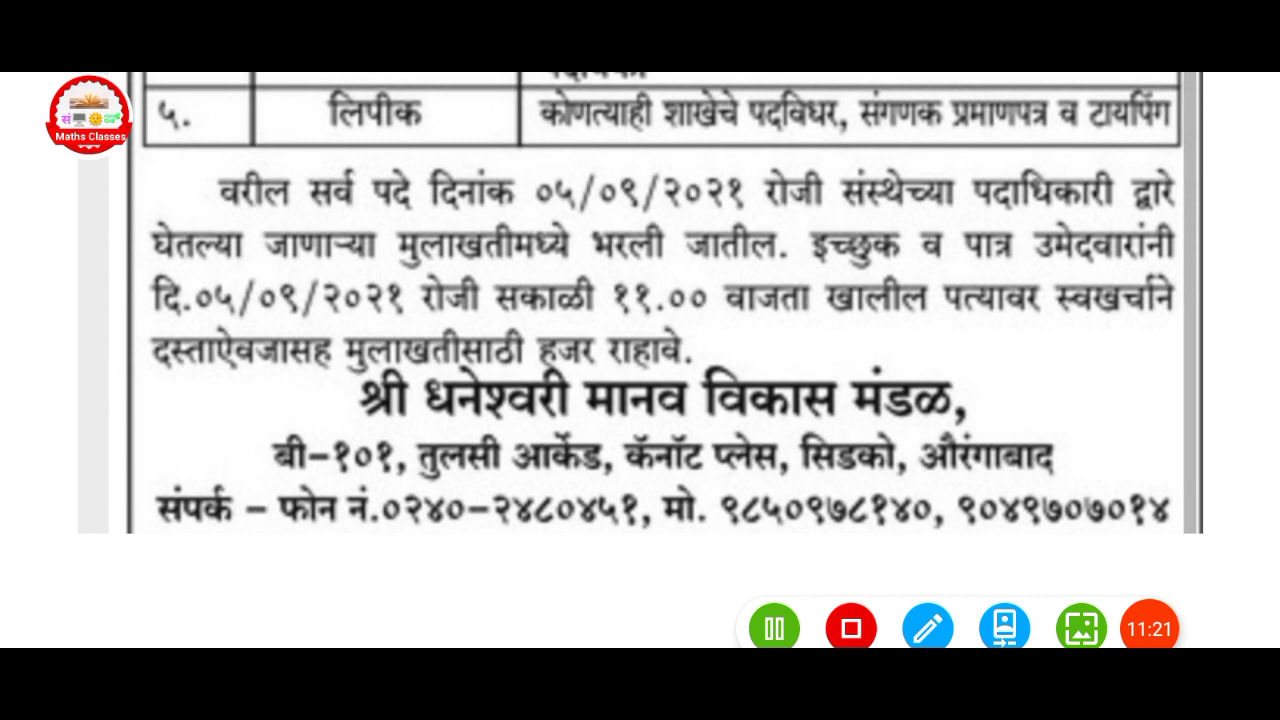 Maths Classes
५. लिपीक कोणत्याही शाखेचे पदविधर, संगणक प्रमाणपत्र व टायपिंग
वरील सर्व पदे दिनांक ०५/०९/२०२१ रोजी संस्थेच्या पदाधिकारी द्वारे
घेतल्या जाणाऱ्या मुलाखतीमध्ये भरली जातील. इच्छुक व पात्र उमेदवारांनी
दि.०५/०९/२०२१ रोजी सकाळी ११.०० वाजता खालील पत्यावर स्वखर्चाने
दस्ताऐवजासह मुलाखतीसाठी हजर राहावे.
श्री धनेश्वरी मानव विकास मंडळ,
बी-१०१, तुलसी आर्केड, कॅनॉट प्लेस, सिडको, औरंगाबाद
संपर्क - फोन नं.०२४०-२४८०४५१, मो. ९८५०९७८१४०, ९०४९७०७०१४
11:21